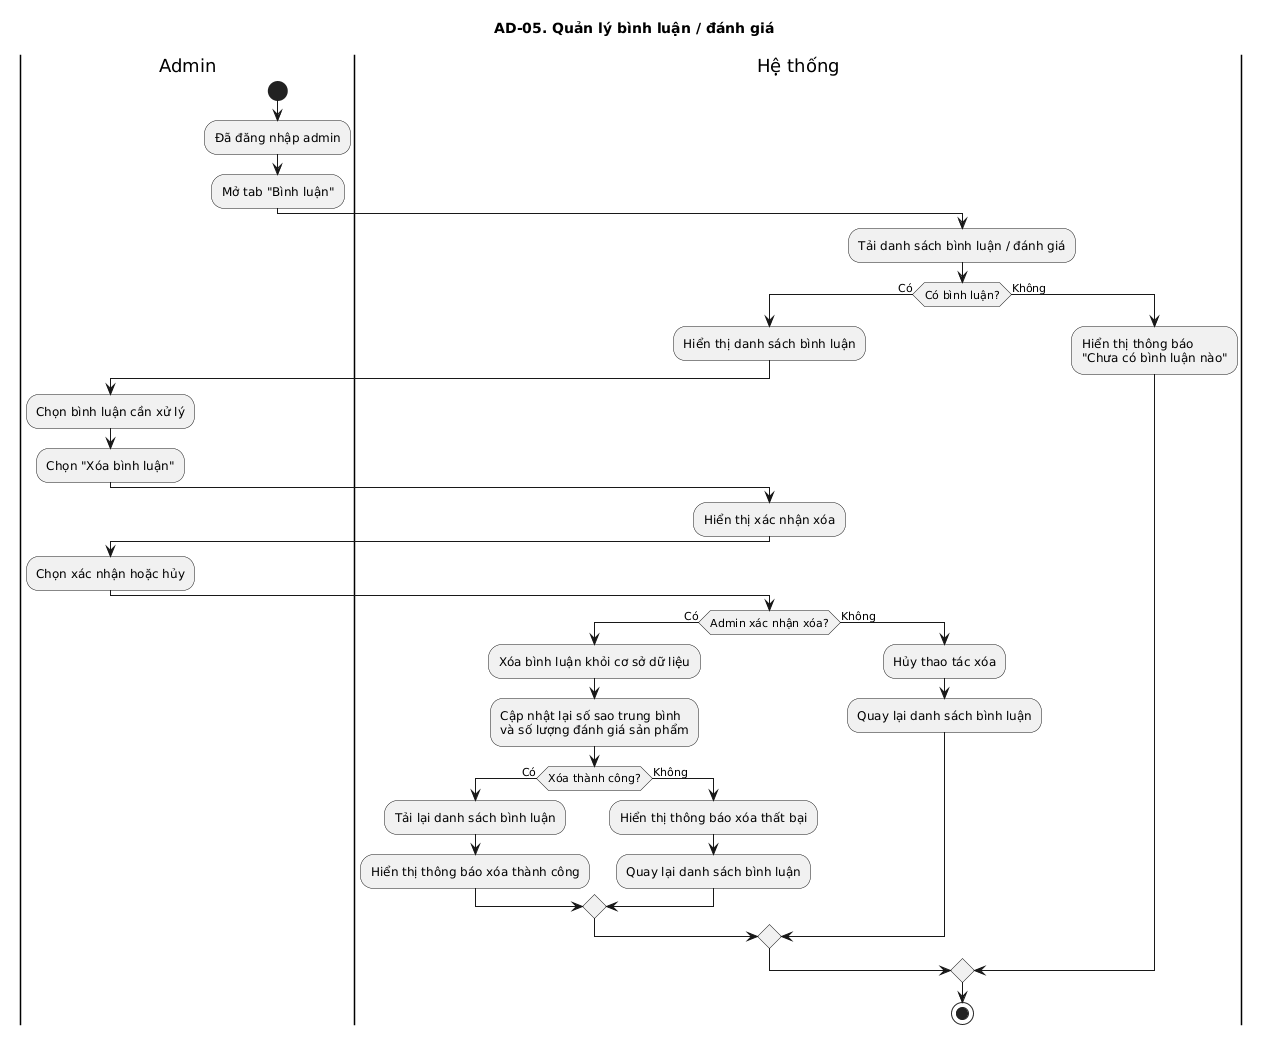 AD-05. Quản lý bình luận / đánh giá
Admin
Hệ thống
Đã đăng nhập admin
Mở tab "Bình luận"
Tải danh sách bình luận / đánh giá
Có
Có bình luận?
Không
Hiển thị danh sách bình luận
Hiển thị thông báo
"Chưa có bình luận nào"
Chọn bình luận cần xử lý
Chọn "Xóa bình luận"
Hiển thị xác nhận xóa
Chọn xác nhận hoặc hủy
Có
Admin xác nhận xóa?
Không
Xóa bình luận khỏi cơ sở dữ liệu
Hủy thao tác xóa
Cập nhật lại số sao trung bình
và số lượng đánh giá sản phẩm
Quay lại danh sách bình luận
Có
Xóa thành công?
Không
Tải lại danh sách bình luận
Hiển thị thông báo xóa thất bại
Hiển thị thông báo xóa thành công
Quay lại danh sách bình luận